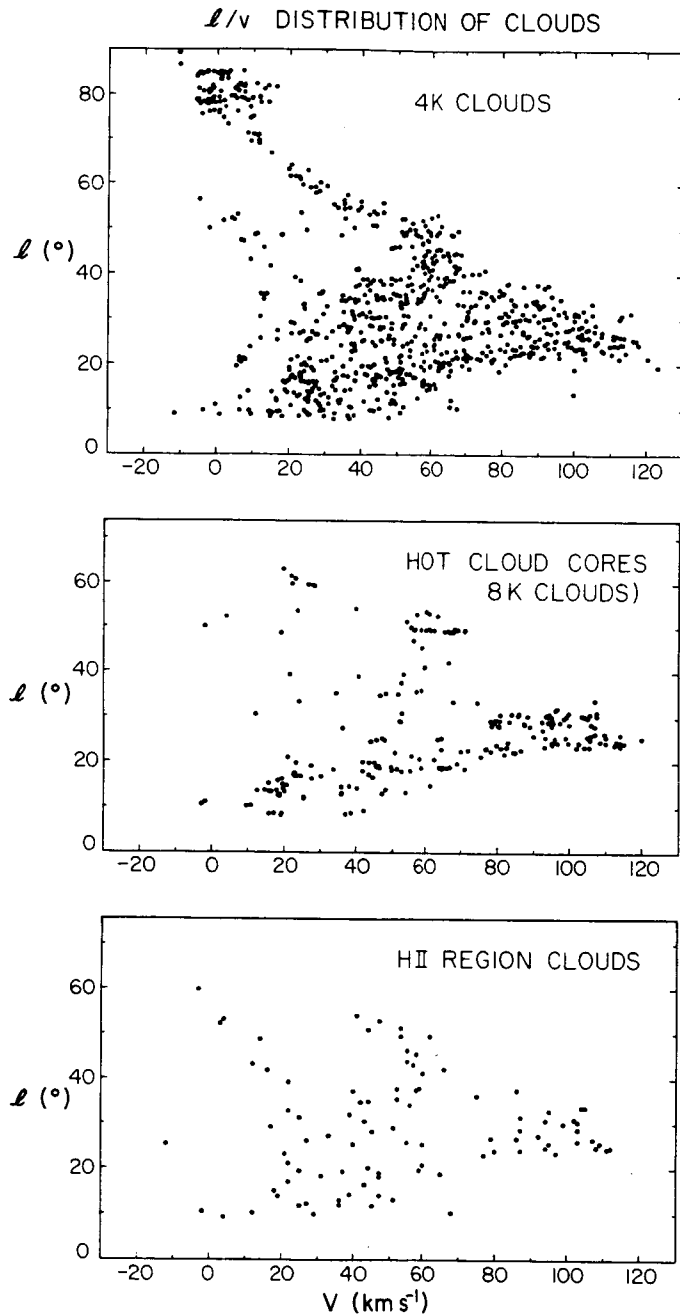 ℓ/v DISTRIBUTION OF CLOUDS
4K CLOUDS
80
60
ℓ (°)
40
20
0
-20 0 20 40 60 80 100 120
HOT CLOUD CORES
8K CLOUDS)
60
40
ℓ (°)
20
0
-20 0 20 40 60 80 100 120
HII REGION CLOUDS
60
40
ℓ (°)
20
0
-20 0 20 40 60 80 100 120
V (km s⁻¹)